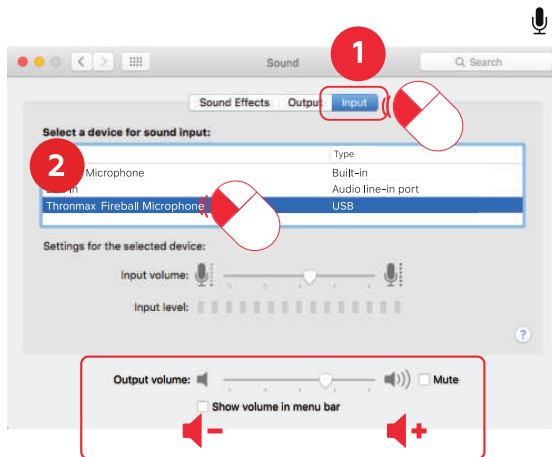 1
Sound
Search
Sound Effects Output Input
Select a device for sound input:
2
Type
Microphone Built-in
in Audio line-in port
Thronmax Fireball Microphone USB
Settings for the selected device:
Input volume:
Input level:
?
Output volume: Mute
Show volume in menu bar